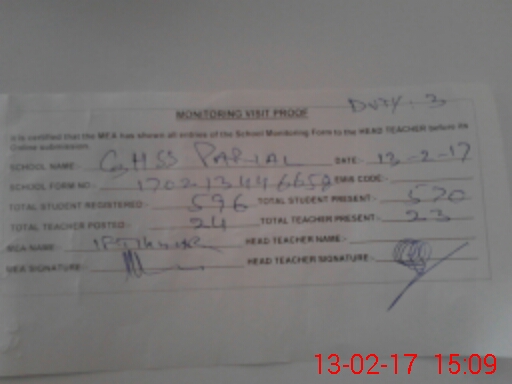 DUTY: 3
MONITORING VISIT PROOF
It is certified that the MEA has shown all entries of the School Monitoring Form to the HEAD TEACHER before its
Online submission.
SCHOOL NAME:- GHSS PARIAL DATE:- 13-2-17
SCHOOL FORM NO:- EMIS CODE:-
TOTAL STUDENT REGISTERED:- 596 TOTAL STUDENT PRESENT:- 520
TOTAL TEACHER POSTED:- 24 TOTAL TEACHER PRESENT:- 23
MEA NAME:- HEAD TEACHER NAME:-
MEA SIGNATURE:- HEAD TEACHER SIGNATURE:-
13-02-17 15:09